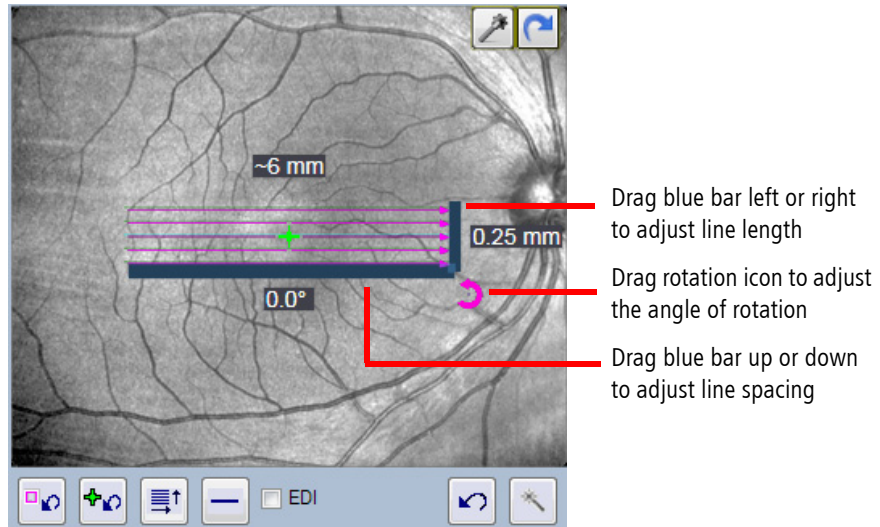 ~6 mm
Drag blue bar left or right
to adjust line length
0.25 mm
Drag rotation icon to adjust
the angle of rotation
0.0°
Drag blue bar up or down
to adjust line spacing
EDI